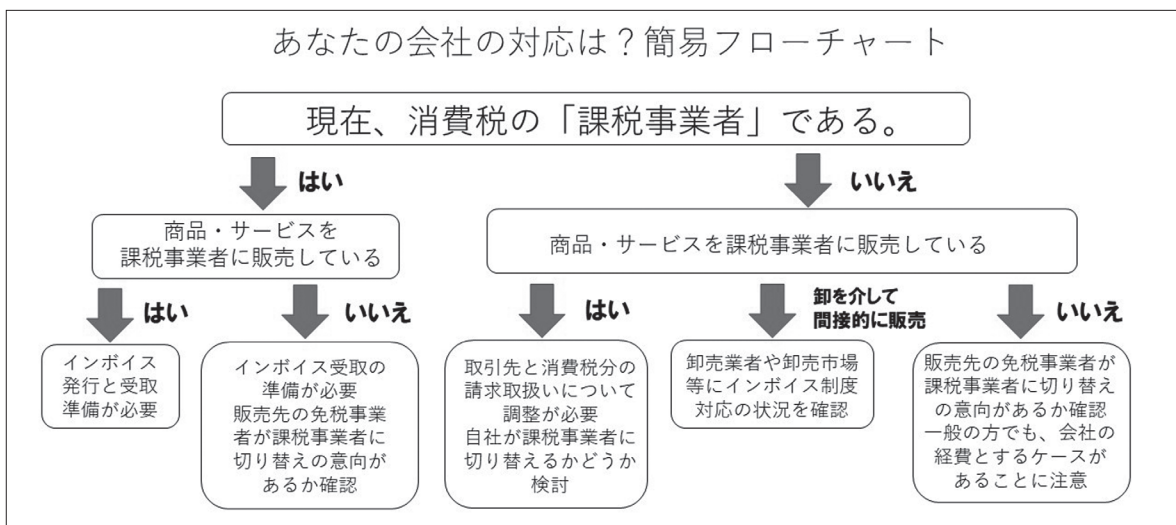 あなたの会社の対応は？簡易フローチャート
現在、消費税の「課税事業者」である。
はい
いいえ
商品・サービスを
課税事業者に販売している
商品・サービスを課税事業者に販売している
はい
いいえ
はい
卸を介して
間接的に販売
いいえ
インボイス
発行と受取
準備が必要
インボイス受取の
準備が必要
販売先の免税事業
者が課税事業者に
切り替えの意向が
あるか確認
取引先と消費税分の
請求取扱いについて
調整が必要
自社が課税事業者に
切り替えるかどうか
検討
卸売業者や卸売市場
等にインボイス制度
対応の状況を確認
販売先の免税事業者が
課税事業者に切り替え
の意向があるか確認
一般の方でも、会社の
経費とするケースが
あることに注意